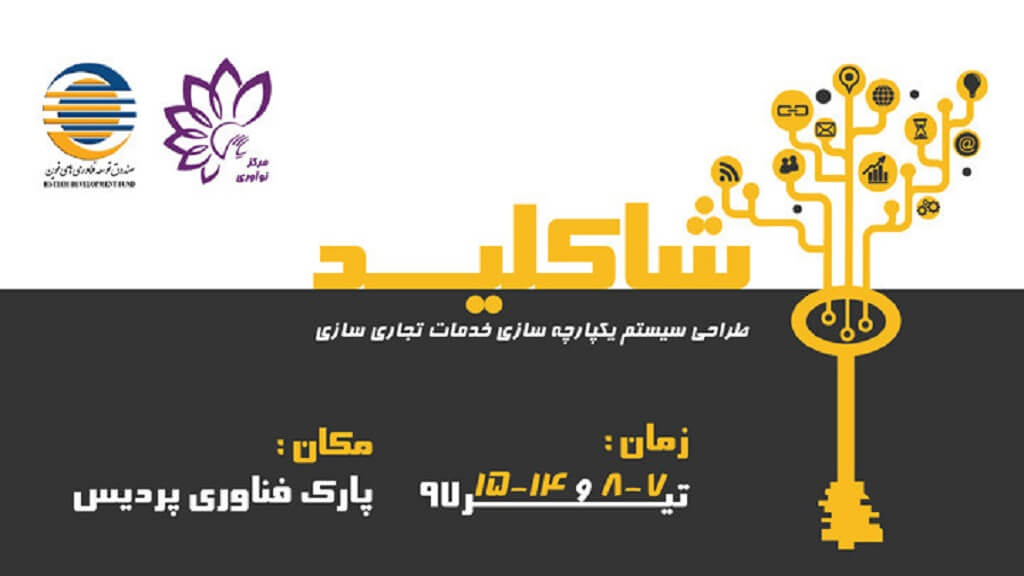 صندوق توسعه فناوری‌های نوین
HI-TECH DEVELOPMENT FUND
مرکز
نوآوری
شاکلید
طراحی سیستم یکپارچه سازی خدمات تجاری سازی
زمان :
۷-۸ و ۱۴-۱۵
تیر ۹۷
مکان :
پارک فناوری پردیس